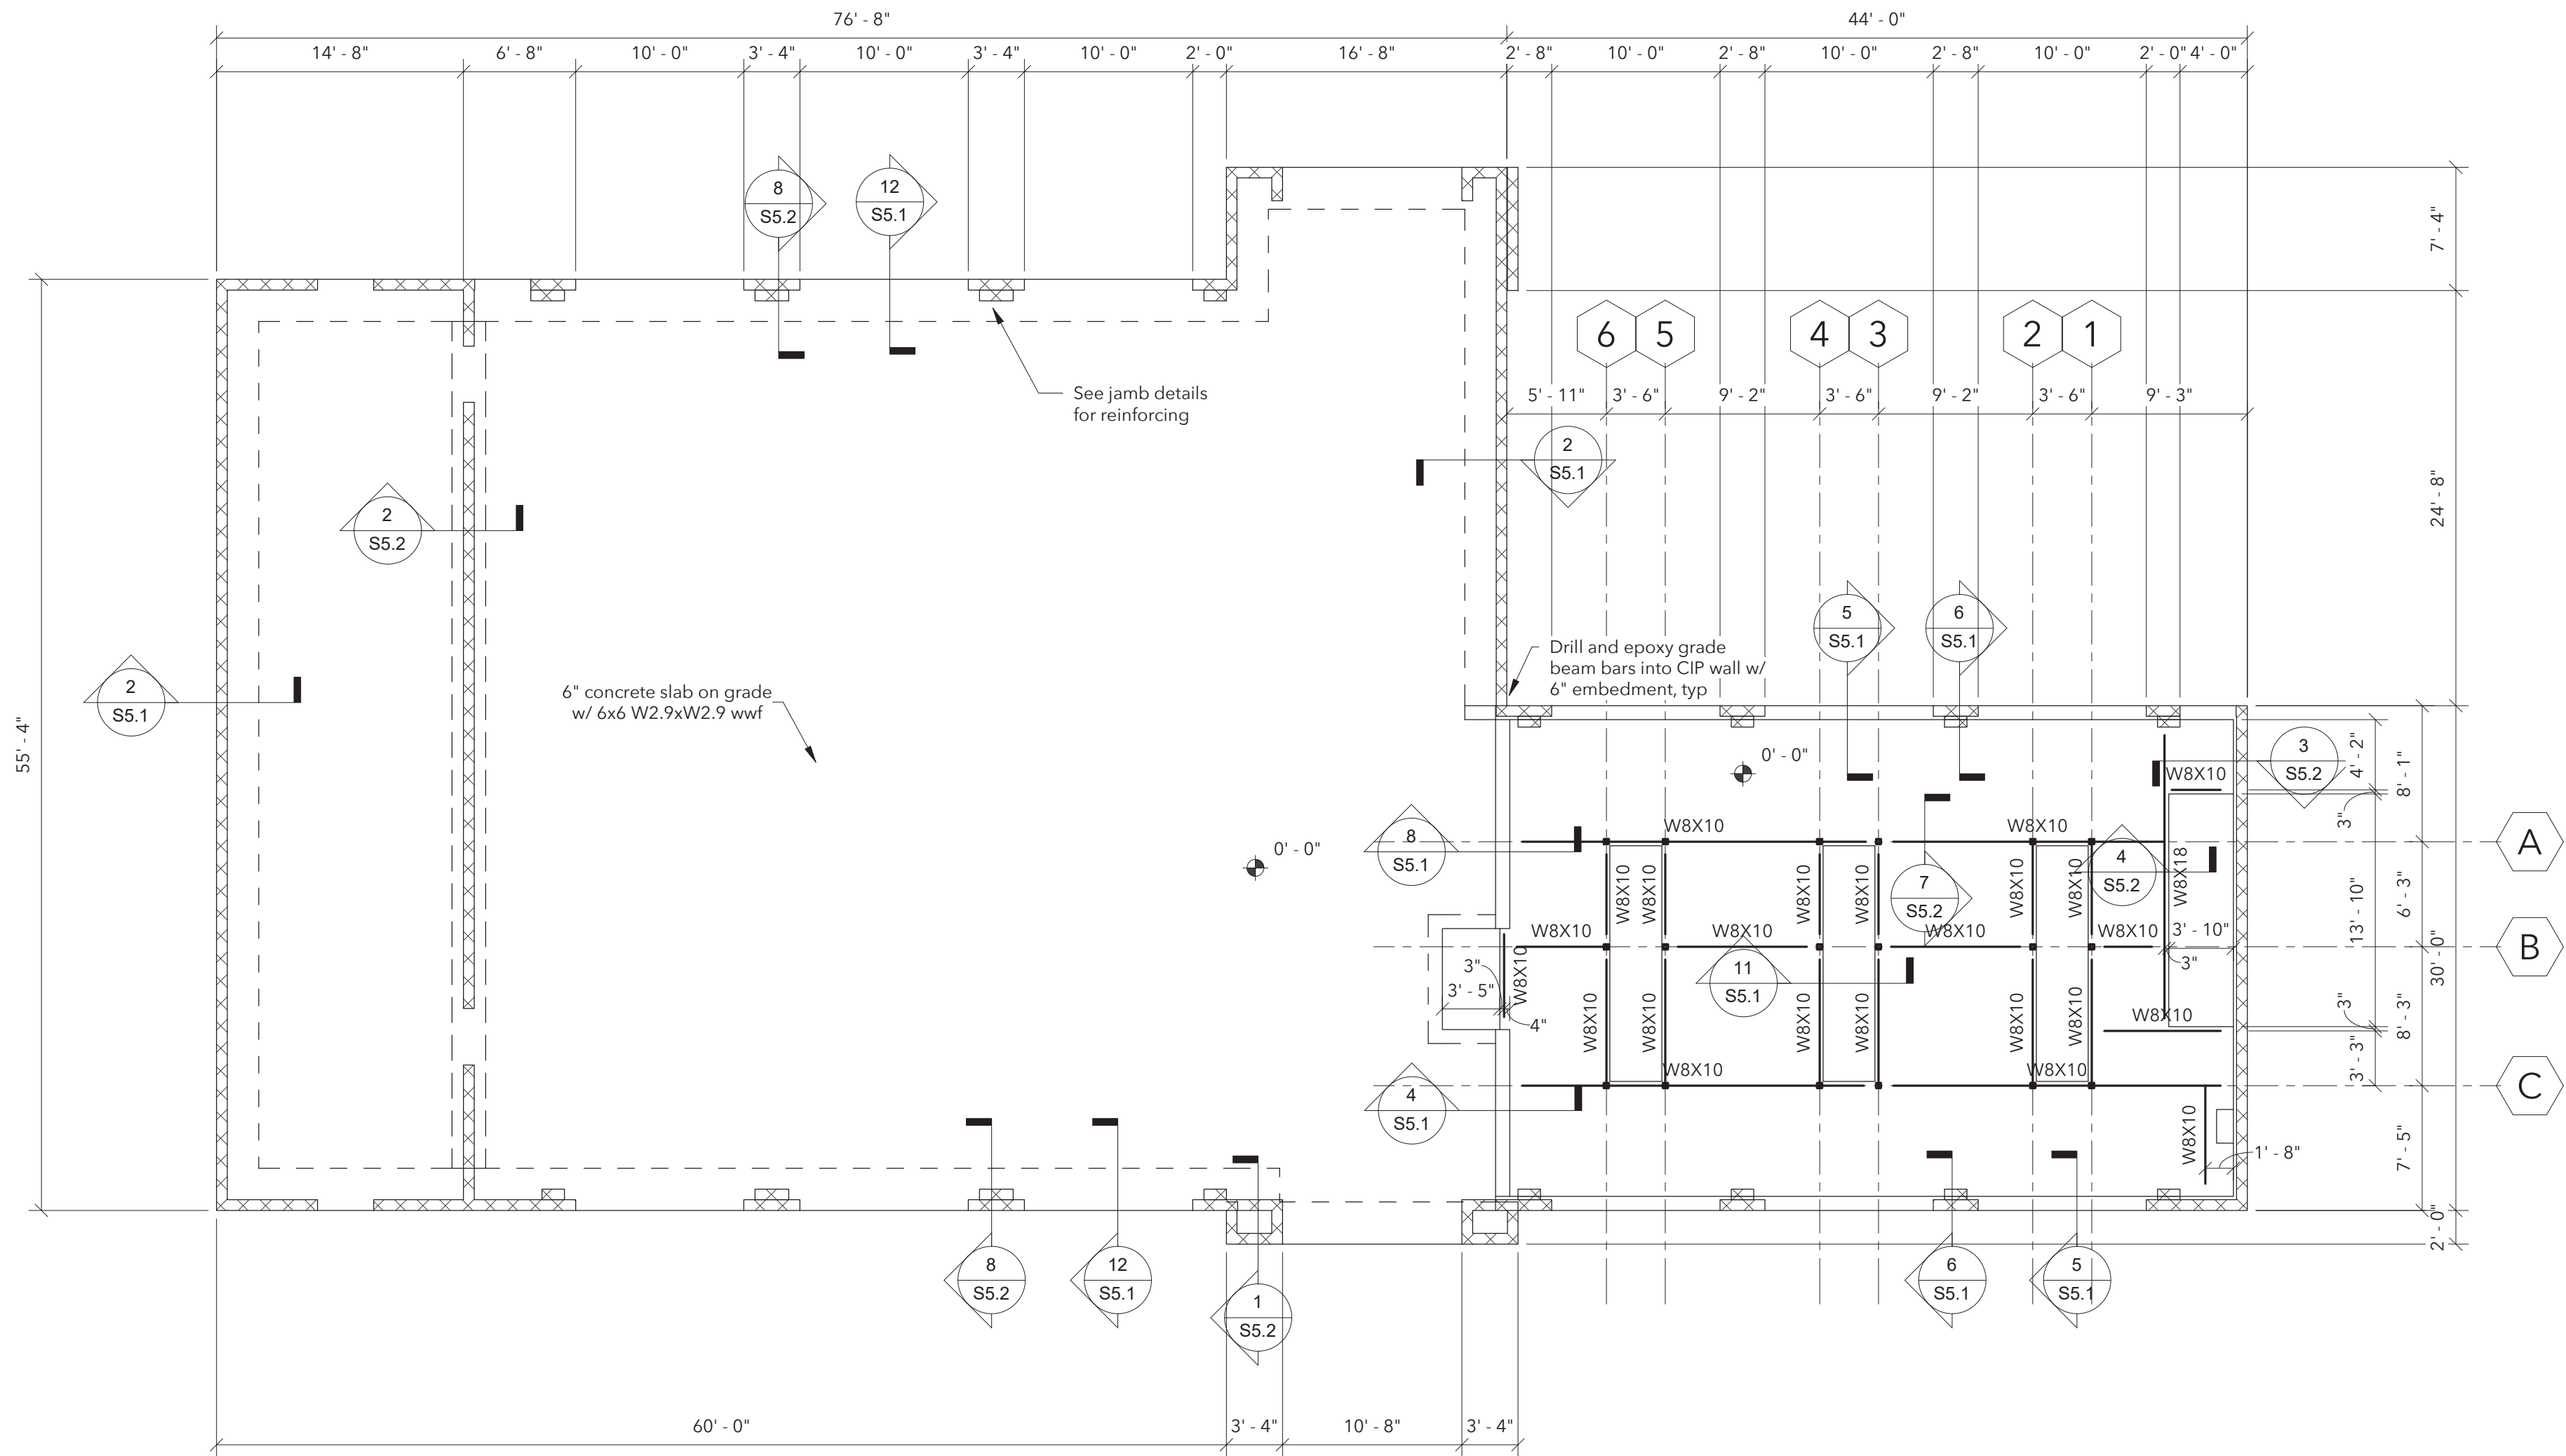 76' - 8"
44' - 0"
14' - 8"
6' - 8"
10' - 0"
3' - 4"
10' - 0"
3' - 4"
10' - 0"
2' - 0"
16' - 8"
2' - 8"
10' - 0"
2' - 8"
10' - 0"
2' - 8"
10' - 0"
2' - 0"
4' - 0"
8
S5.2
12
S5.1
7' - 4"
6
5
4
3
2
1
See jamb details
for reinforcing
5' - 11"
3' - 6"
9' - 2"
3' - 6"
9' - 2"
3' - 6"
9' - 3"
2
S5.1
24' - 8"
2
S5.2
5
S5.1
6
S5.1
Drill and epoxy grade
beam bars into CIP wall w/
6" embedment, typ
2
S5.1
6" concrete slab on grade
w/ 6x6 W2.9xW2.9 wwf
55' - 4"
0' - 0"
0' - 0"
3
S5.2
W8X10
4' - 2"
8' - 1"
3"
8
S5.1
W8X10
W8X10
A
W8X10
W8X10
W8X10
W8X10
W8X10
W8X10
7
S5.2
4
S5.2
W8X18
13' - 10"
6' - 3"
W8X10
W8X10
W8X10
W8X10
3' - 10"
3"
B
30' - 0"
3"
W8X10
3' - 5"
4"
11
S5.1
W8X10
W8X10
W8X10
W8X10
W8X10
W8X10
W8X10
3"
8' - 3"
3' - 3"
W8X10
W8X10
C
4
S5.1
W8X10
1' - 8"
7' - 5"
2' - 0"
8
S5.2
12
S5.1
1
S5.2
6
S5.1
5
S5.1
60' - 0"
3' - 4"
10' - 8"
3' - 4"